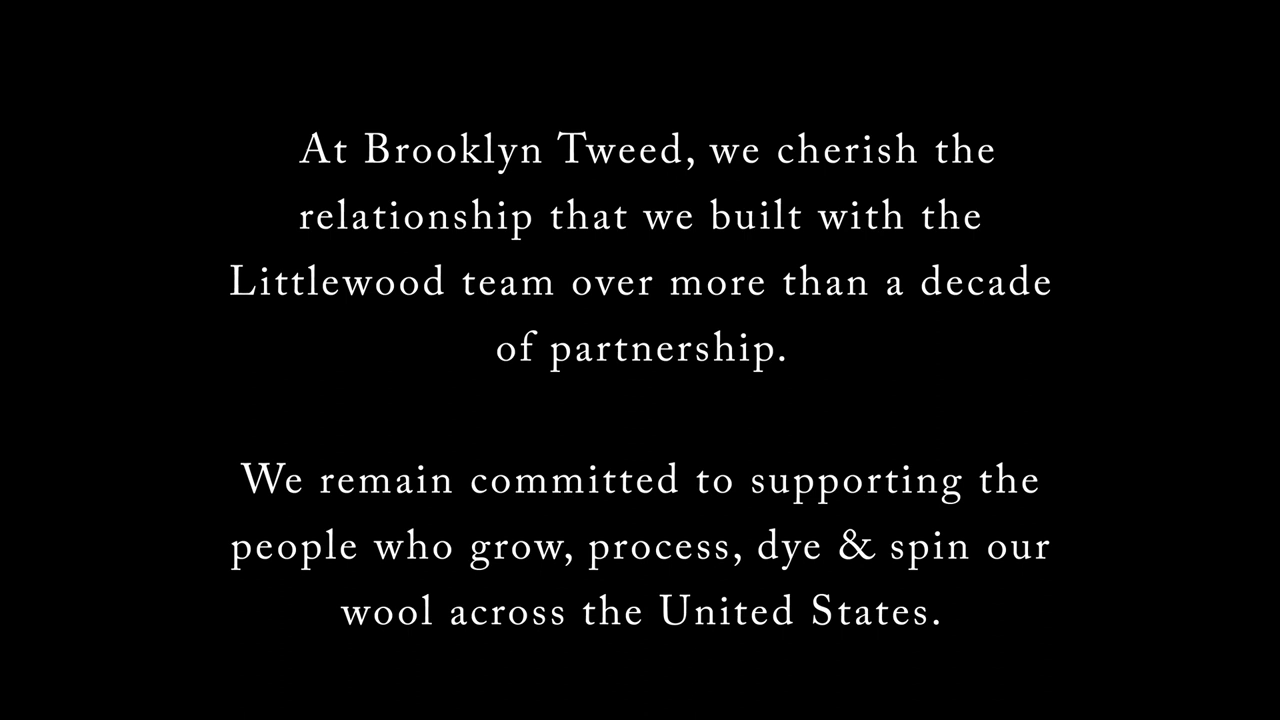 At Brooklyn Tweed, we cherish the
relationship that we built with the
Littlewood team over more than a decade
of partnership.
We remain committed to supporting the
people who grow, process, dye & spin our
wool across the United States.